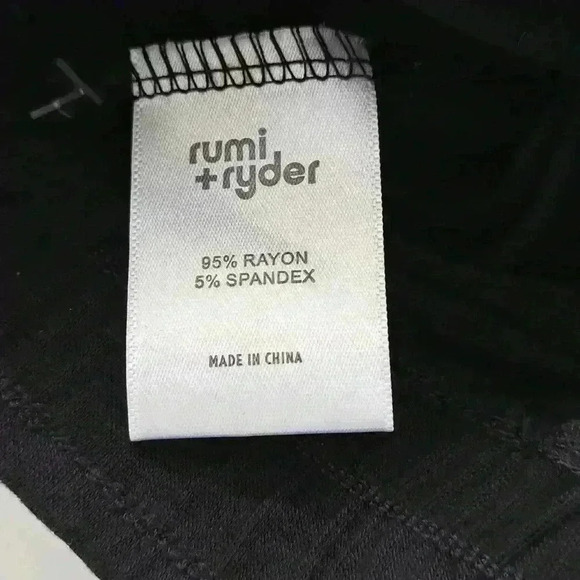 rumi
+ryder
95% RAYON
5% SPANDEX
MADE IN CHINA